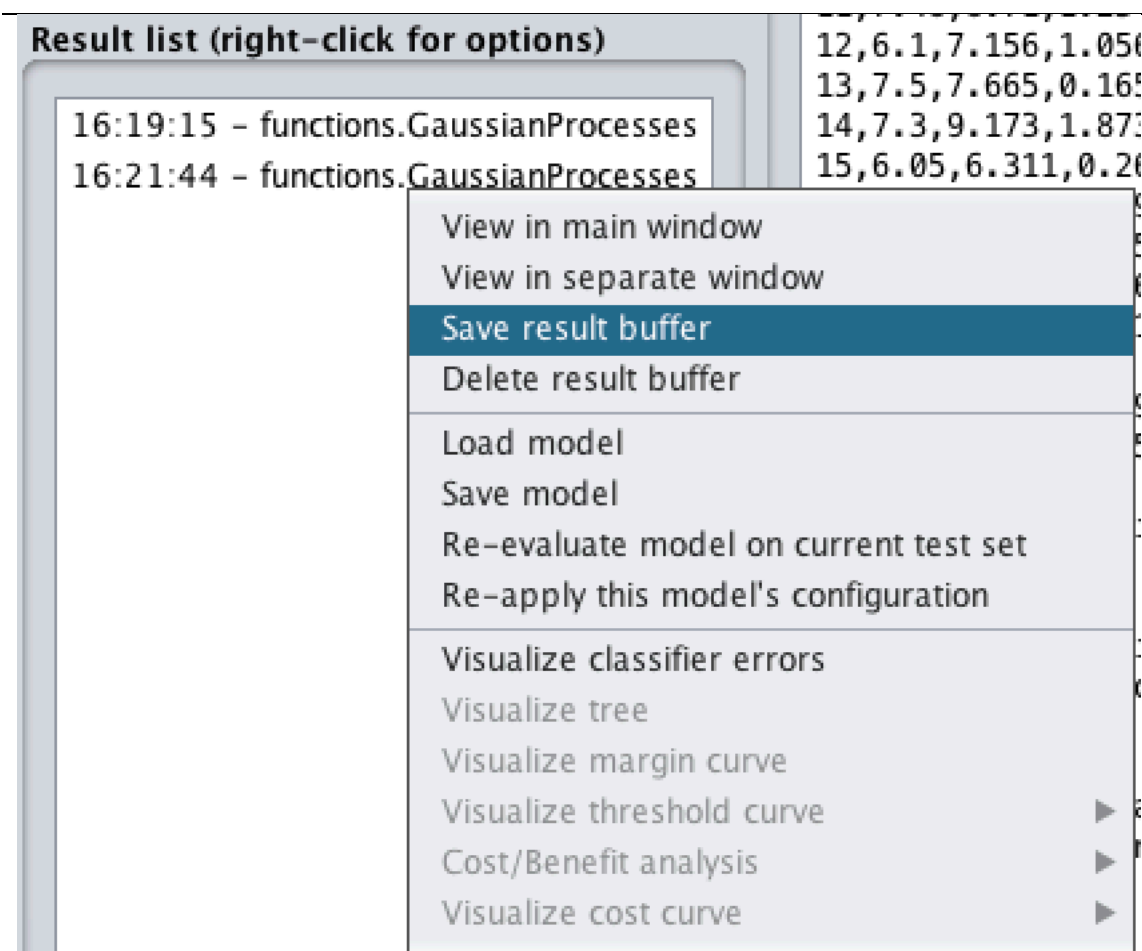 Result list (right-click for options)
16:19:15 – functions.GaussianProcesses
16:21:44 – functions.GaussianProcesses
12,6.1,7.156,1.056
13,7.5,7.665,0.165
14,7.3,9.173,1.873
15,6.05,6.311,0.26
View in main window
View in separate window
Save result buffer
Delete result buffer
Load model
Save model
Re-evaluate model on current test set
Re-apply this model's configuration
Visualize classifier errors
Visualize tree
Visualize margin curve
Visualize threshold curve
Cost/Benefit analysis
Visualize cost curve